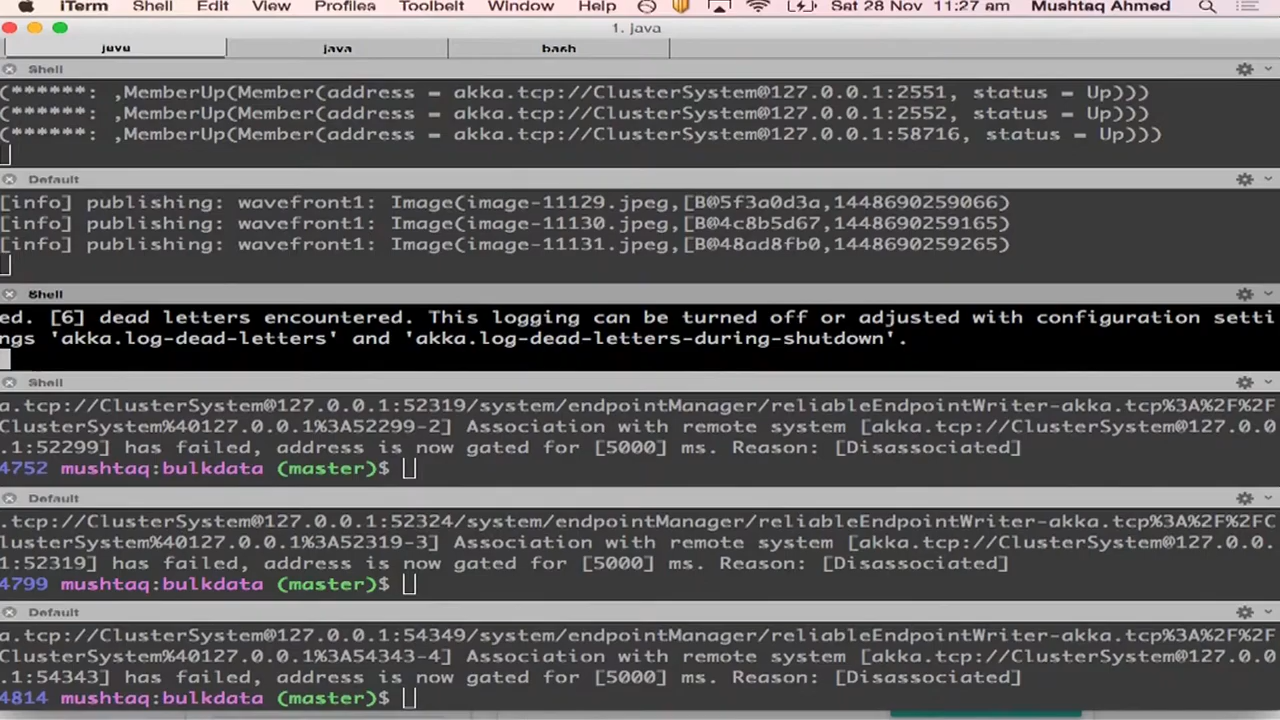 iTerm Shell Edit View Profiles Toolbelt Window Help Sat 28 Nov 11:27 am Mushtaq Ahmed
1. java
java java bash
Shell
(******: ,MemberUp(Member(address = akka.tcp://ClusterSystem@127.0.0.1:2551, status = Up)))
(******: ,MemberUp(Member(address = akka.tcp://ClusterSystem@127.0.0.1:2552, status = Up)))
(******: ,MemberUp(Member(address = akka.tcp://ClusterSystem@127.0.0.1:58716, status = Up)))
Default
[info] publishing: wavefront1: Image(image-11129.jpeg,[B@5f3a0d3a,1448690259066)
[info] publishing: wavefront1: Image(image-11130.jpeg,[B@4c8b5d67,1448690259165)
[info] publishing: wavefront1: Image(image-11131.jpeg,[B@48ad8fb0,1448690259265)
Shell
ed. [6] dead letters encountered. This logging can be turned off or adjusted with configuration setti
ngs 'akka.log-dead-letters' and 'akka.log-dead-letters-during-shutdown'.
Shell
a.tcp://ClusterSystem@127.0.0.1:52319/system/endpointManager/reliableEndpointWriter-akka.tcp%3A%2F%2F
ClusterSystem%40127.0.0.1%3A52299-2] Association with remote system [akka.tcp://ClusterSystem@127.0.0
.1:52299] has failed, address is now gated for [5000] ms. Reason: [Disassociated]
4752 mushtaq:bulkdata (master)$
Default
.tcp://ClusterSystem@127.0.0.1:52324/system/endpointManager/reliableEndpointWriter-akka.tcp%3A%2F%2FC
lusterSystem%40127.0.0.1%3A52319-3] Association with remote system [akka.tcp://ClusterSystem@127.0.0.
1:52319] has failed, address is now gated for [5000] ms. Reason: [Disassociated]
4799 mushtaq:bulkdata (master)$
Default
a.tcp://ClusterSystem@127.0.0.1:54349/system/endpointManager/reliableEndpointWriter-akka.tcp%3A%2F%2F
ClusterSystem%40127.0.0.1%3A54343-4] Association with remote system [akka.tcp://ClusterSystem@127.0.0
.1:54343] has failed, address is now gated for [5000] ms. Reason: [Disassociated]
4814 mushtaq:bulkdata (master)$